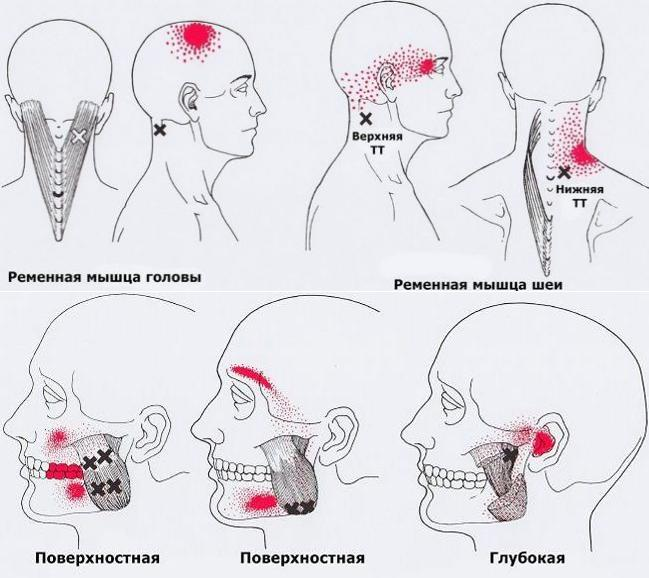 Верхняя
ТТ
Нижняя
ТТ
Ременная мышца головы
Ременная мышца шеи
Поверхностная
Поверхностная
Глубокая